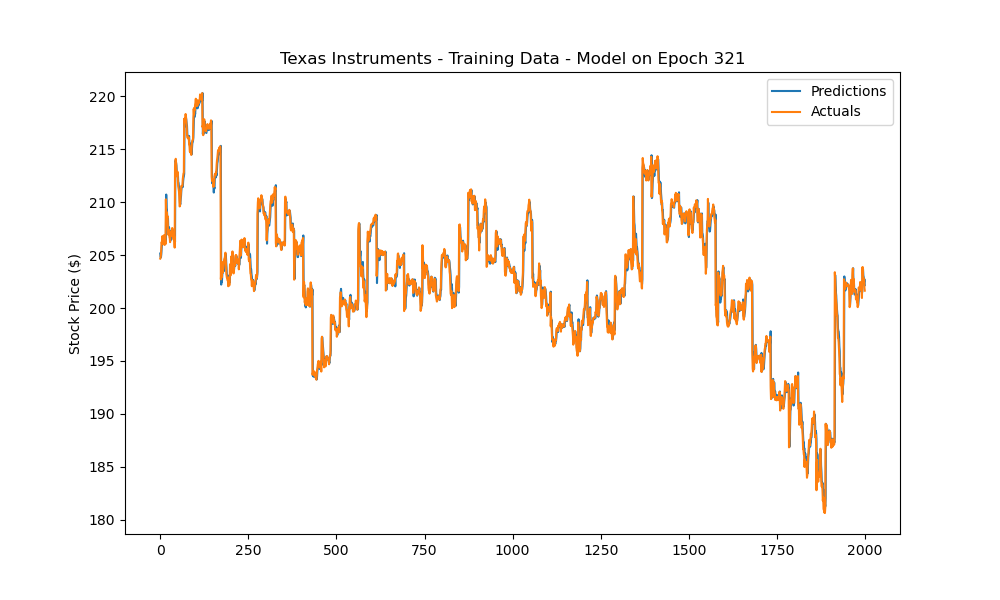 Texas Instruments - Training Data - Model on Epoch 321
Predictions
Actuals
Stock Price ($)
220
215
210
205
200
195
190
185
180
0 250 500 750 1000 1250 1500 1750 2000